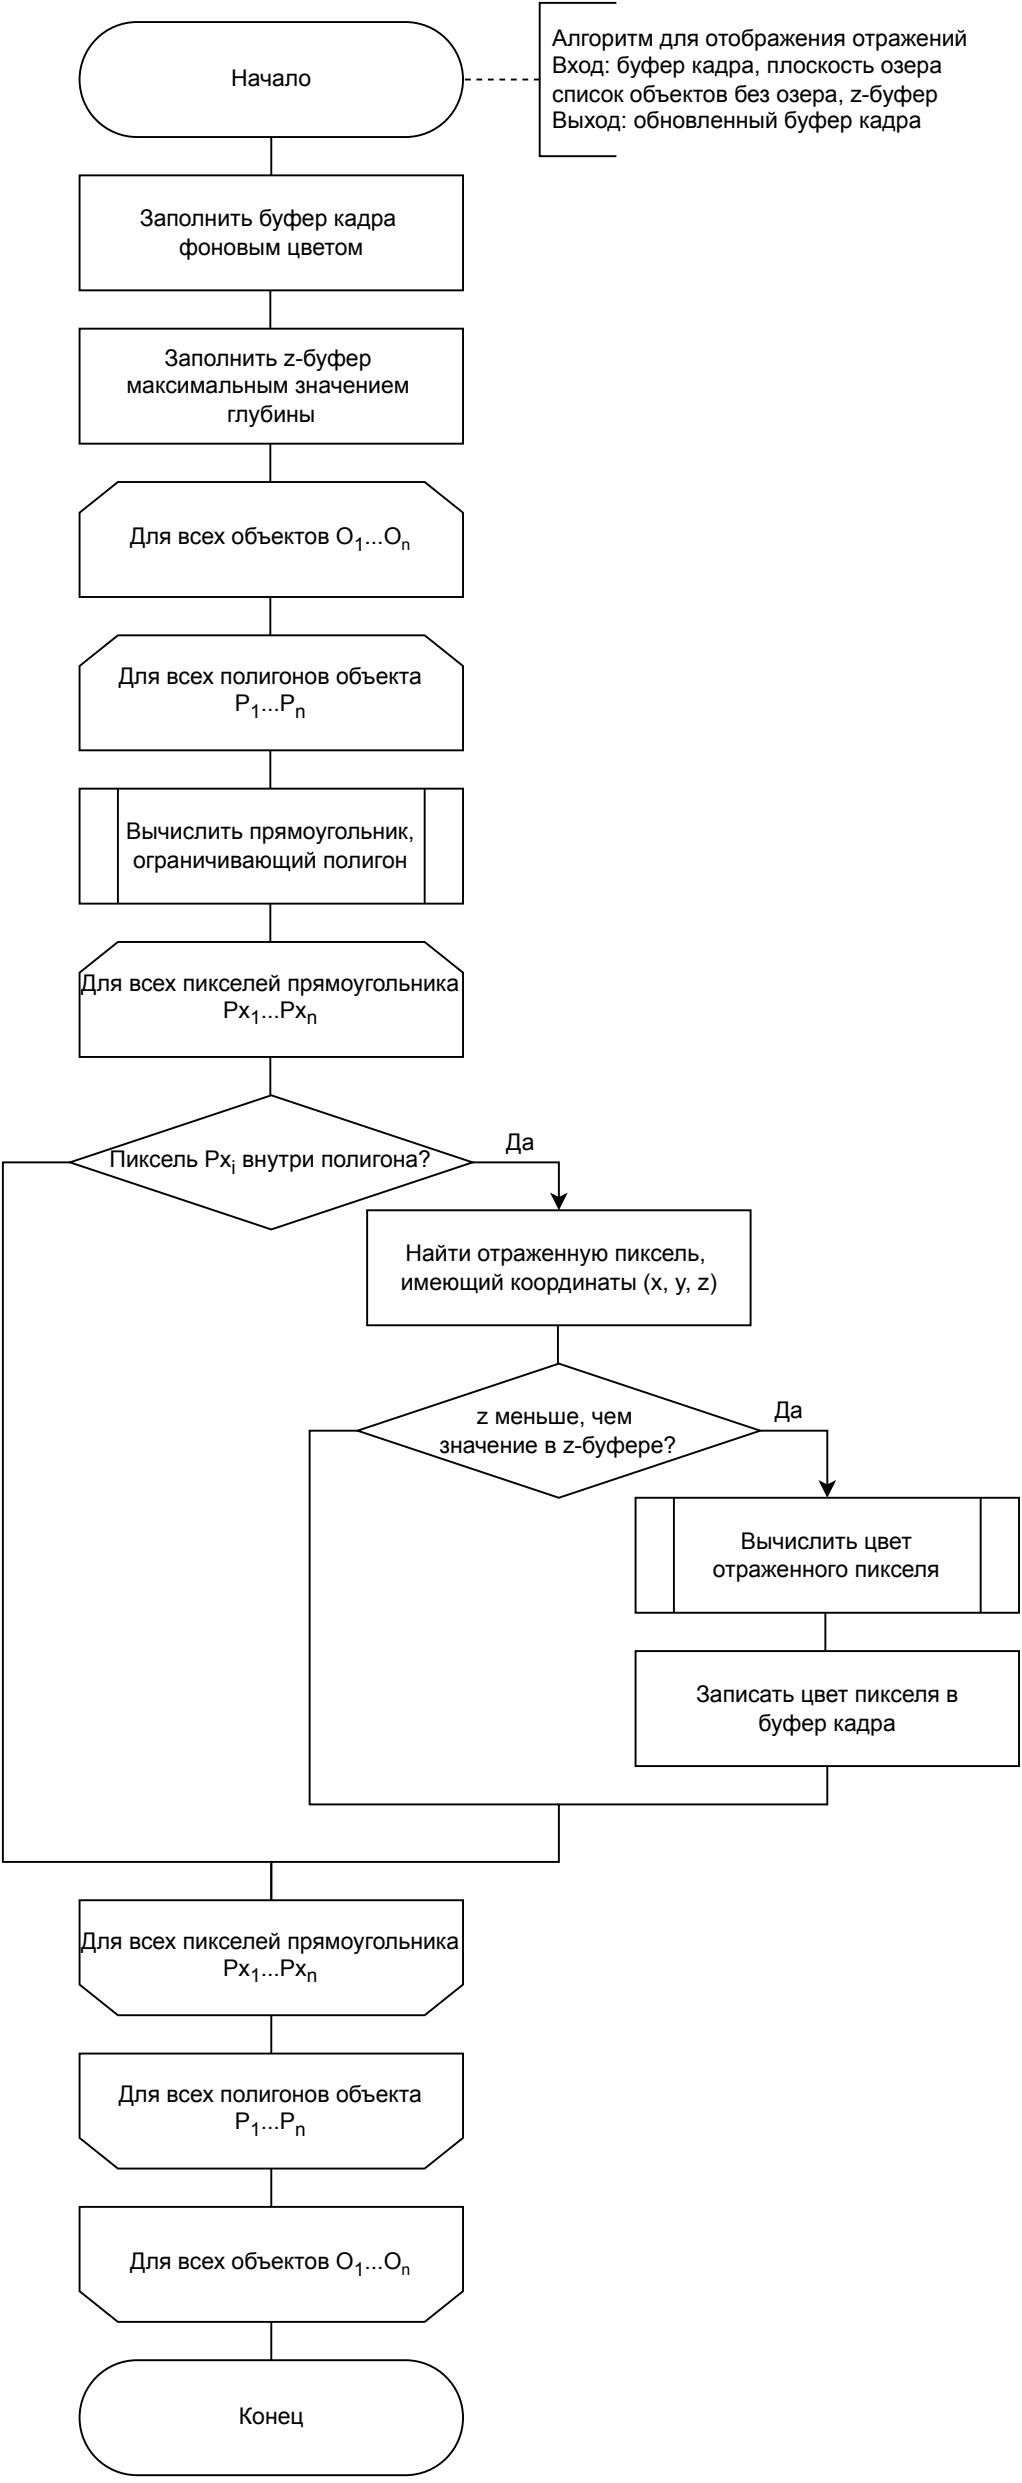 Начало
Алгоритм для отображения отражений
Вход: буфер кадра, плоскость озера
список объектов без озера, z-буфер
Выход: обновленный буфер кадра
Заполнить буфер кадра
фоновым цветом
Заполнить z-буфер
максимальным значением
глубины
Для всех объектов O1...On
Для всех полигонов объекта
P1...Pn
Вычислить прямоугольник,
ограничивающий полигон
Для всех пикселей прямоугольника
Px1...Pxn
Пиксель Pxi внутри полигона?
Да
Найти отраженную пиксель,
имеющий координаты (x, y, z)
z меньше, чем
значение в z-буфере?
Да
Вычислить цвет
отраженного пикселя
Записать цвет пикселя в
буфер кадра
Для всех пикселей прямоугольника
Px1...Pxn
Для всех полигонов объекта
P1...Pn
Для всех объектов O1...On
Конец